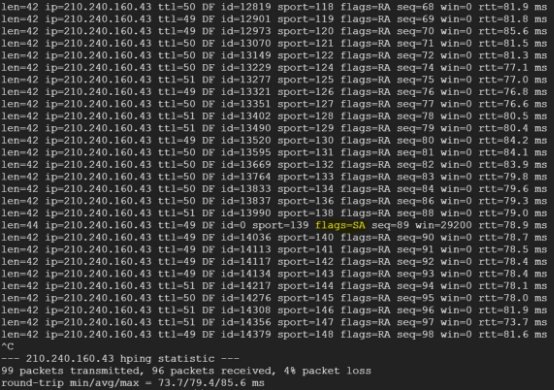 len=42 ip=210.240.160.43 ttl=50 DF id=12819 sport=118 flags=RA seq=68 win=0 rtt=81.9 ms
len=42 ip=210.240.160.43 ttl=49 DF id=12901 sport=119 flags=RA seq=69 win=0 rtt=81.8 ms
len=42 ip=210.240.160.43 ttl=49 DF id=12973 sport=120 flags=RA seq=70 win=0 rtt=85.6 ms
len=42 ip=210.240.160.43 ttl=50 DF id=13070 sport=121 flags=RA seq=71 win=0 rtt=81.5 ms
len=42 ip=210.240.160.43 ttl=50 DF id=13149 sport=122 flags=RA seq=72 win=0 rtt=81.3 ms
len=42 ip=210.240.160.43 ttl=50 DF id=13229 sport=124 flags=RA seq=74 win=0 rtt=77.1 ms
len=42 ip=210.240.160.43 ttl=51 DF id=13277 sport=125 flags=RA seq=75 win=0 rtt=77.0 ms
len=42 ip=210.240.160.43 ttl=49 DF id=13321 sport=126 flags=RA seq=76 win=0 rtt=76.8 ms
len=42 ip=210.240.160.43 ttl=50 DF id=13351 sport=127 flags=RA seq=77 win=0 rtt=76.6 ms
len=42 ip=210.240.160.43 ttl=51 DF id=13402 sport=128 flags=RA seq=78 win=0 rtt=80.5 ms
len=42 ip=210.240.160.43 ttl=51 DF id=13490 sport=129 flags=RA seq=79 win=0 rtt=80.4 ms
len=42 ip=210.240.160.43 ttl=49 DF id=13520 sport=130 flags=RA seq=80 win=0 rtt=84.2 ms
len=42 ip=210.240.160.43 ttl=50 DF id=13595 sport=131 flags=RA seq=81 win=0 rtt=84.1 ms
len=42 ip=210.240.160.43 ttl=50 DF id=13669 sport=132 flags=RA seq=82 win=0 rtt=83.9 ms
len=42 ip=210.240.160.43 ttl=50 DF id=13764 sport=133 flags=RA seq=83 win=0 rtt=79.8 ms
len=42 ip=210.240.160.43 ttl=50 DF id=13833 sport=134 flags=RA seq=84 win=0 rtt=79.6 ms
len=42 ip=210.240.160.43 ttl=50 DF id=13837 sport=136 flags=RA seq=86 win=0 rtt=79.3 ms
len=42 ip=210.240.160.43 ttl=51 DF id=13990 sport=138 flags=RA seq=88 win=0 rtt=79.0 ms
len=44 ip=210.240.160.43 ttl=49 DF id=0 sport=139 flags=SA seq=89 win=29200 rtt=78.9 ms
len=42 ip=210.240.160.43 ttl=49 DF id=14036 sport=140 flags=RA seq=90 win=0 rtt=78.7 ms
len=42 ip=210.240.160.43 ttl=49 DF id=14113 sport=141 flags=RA seq=91 win=0 rtt=78.5 ms
len=42 ip=210.240.160.43 ttl=49 DF id=14117 sport=142 flags=RA seq=92 win=0 rtt=78.4 ms
len=42 ip=210.240.160.43 ttl=49 DF id=14134 sport=143 flags=RA seq=93 win=0 rtt=78.4 ms
len=42 ip=210.240.160.43 ttl=51 DF id=14217 sport=144 flags=RA seq=94 win=0 rtt=78.1 ms
len=42 ip=210.240.160.43 ttl=50 DF id=14276 sport=145 flags=RA seq=95 win=0 rtt=78.0 ms
len=42 ip=210.240.160.43 ttl=51 DF id=14308 sport=146 flags=RA seq=96 win=0 rtt=81.9 ms
len=42 ip=210.240.160.43 ttl=51 DF id=14356 sport=147 flags=RA seq=97 win=0 rtt=73.7 ms
len=42 ip=210.240.160.43 ttl=49 DF id=14379 sport=148 flags=RA seq=98 win=0 rtt=81.6 ms
^C
--- 210.240.160.43 hping statistic ---
99 packets transmitted, 96 packets received, 4% packet loss
round-trip min/avg/max = 73.7/79.4/85.6 ms